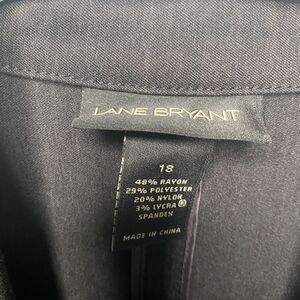 LANE BRYANT
18
48% RAYON
29% POLYESTER
20% NYLON
3% LYCRA®
SPANDEX
MADE IN CHINA